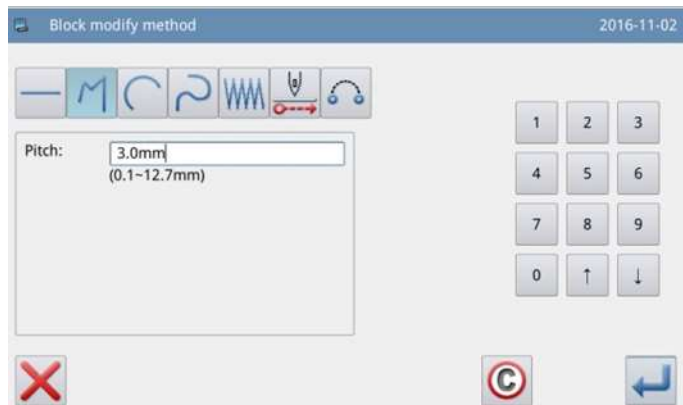 Block modify method 2016-11-02
Pitch: 3.0mm
(0.1~12.7mm)
1 2 3
4 5 6
7 8 9
0 ↑ ↓
C